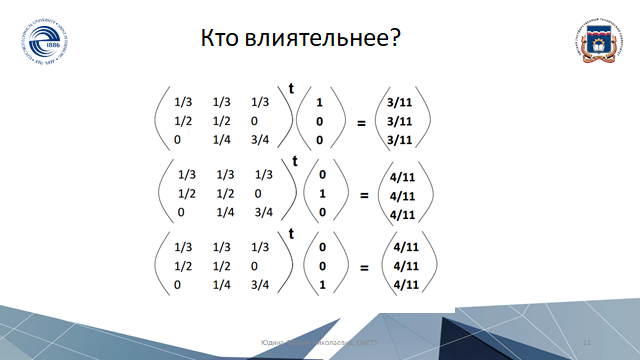 Кто влиятельнее?
t
1/3 1/3 1/3 1 3/11
1/2 1/2 0 0 = 3/11
0 1/4 3/4 0 3/11
t
1/3 1/3 1/3 0 4/11
1/2 1/2 0 1 = 4/11
0 1/4 3/4 0 4/11
t
1/3 1/3 1/3 0 4/11
1/2 1/2 0 0 = 4/11
0 1/4 3/4 1 4/11
1886
11